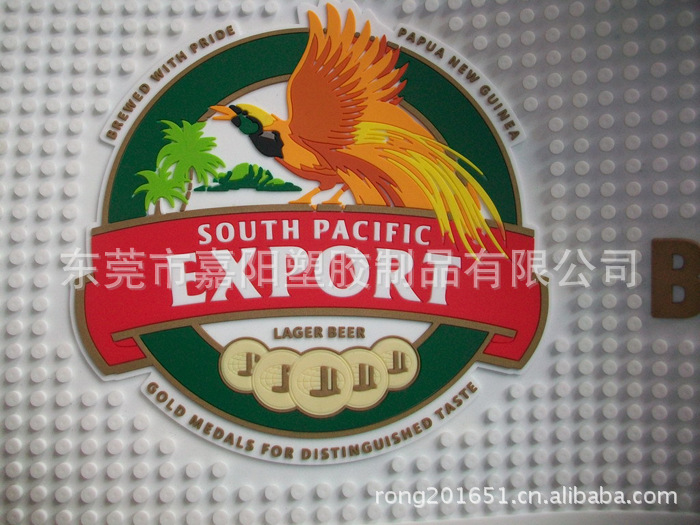 BREWED WITH PRIDE
PAPUA NEW GUINEA
SOUTH PACIFIC
EXPORT
东莞市嘉阳塑胶制品有限公司
B
LAGER BEER
GOLD MEDALS FOR DISTINGUISHED TASTE
rong201651.cn.alibaba.com